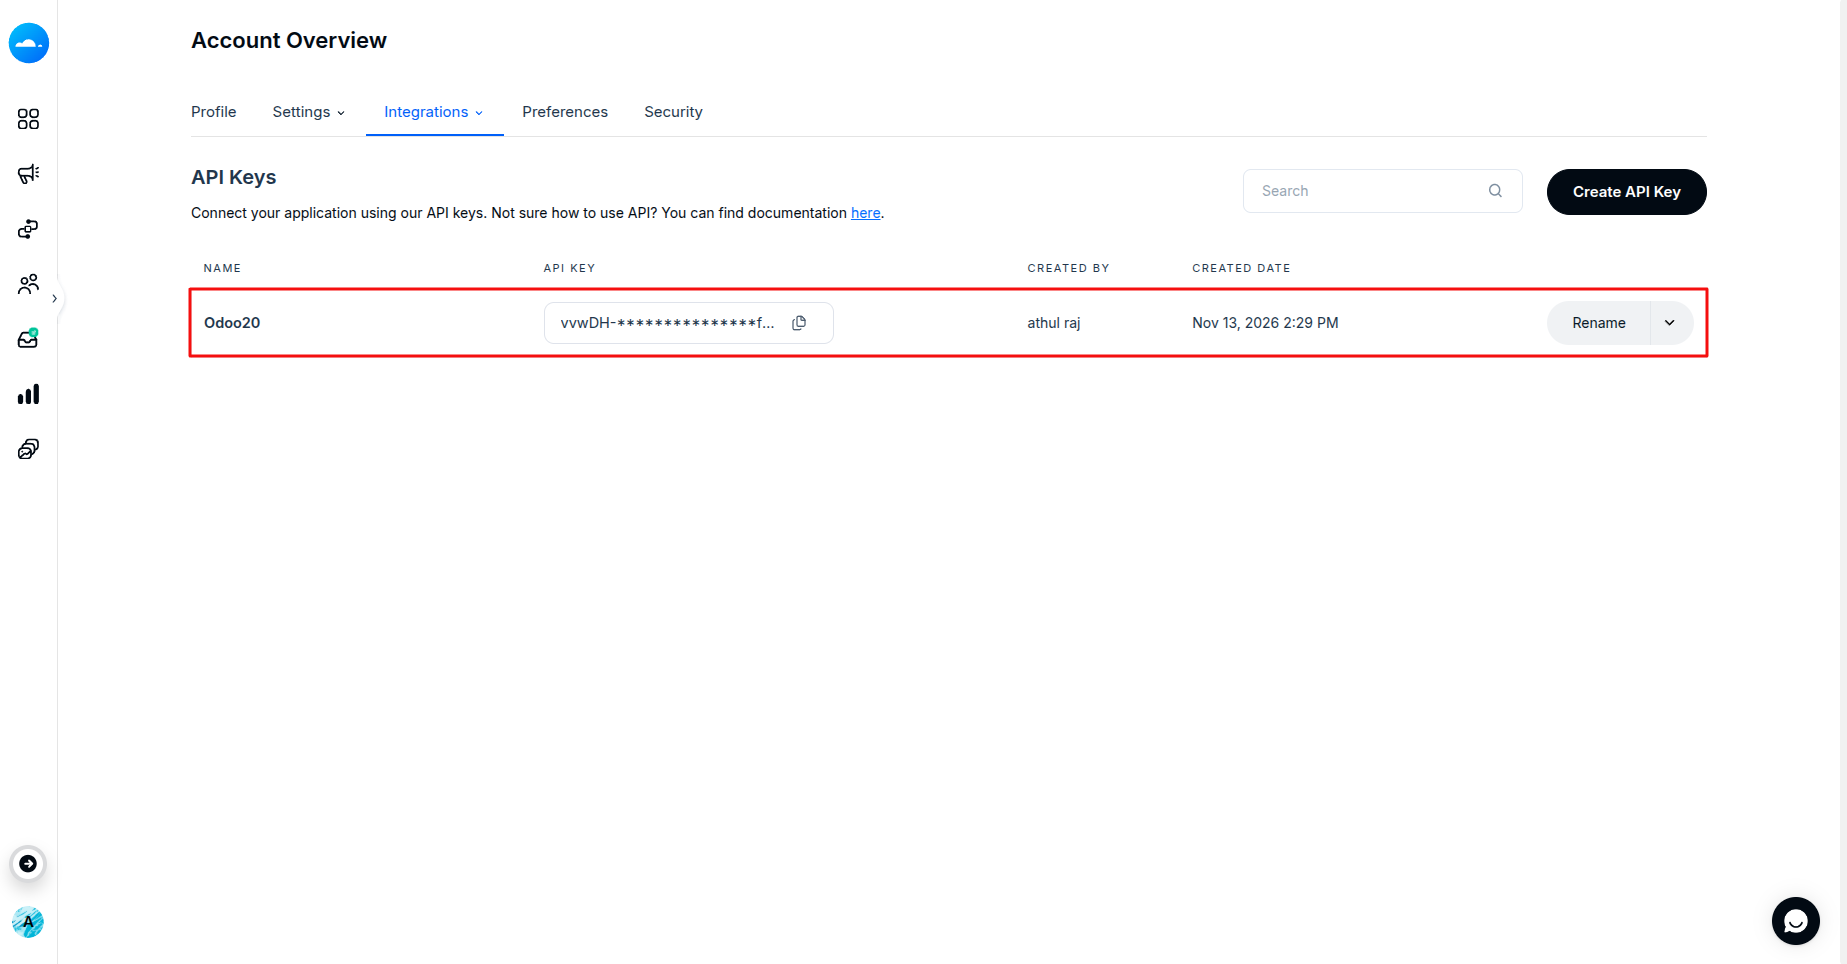 Account Overview
Profile Settings Integrations Preferences Security
API Keys
Connect your application using our API keys. Not sure how to use API? You can find documentation here.
Search
Create API Key
NAME API KEY CREATED BY CREATED DATE
Odoo20 vvwDH-***************f... athul raj Nov 13, 2026 2:29 PM Rename
A